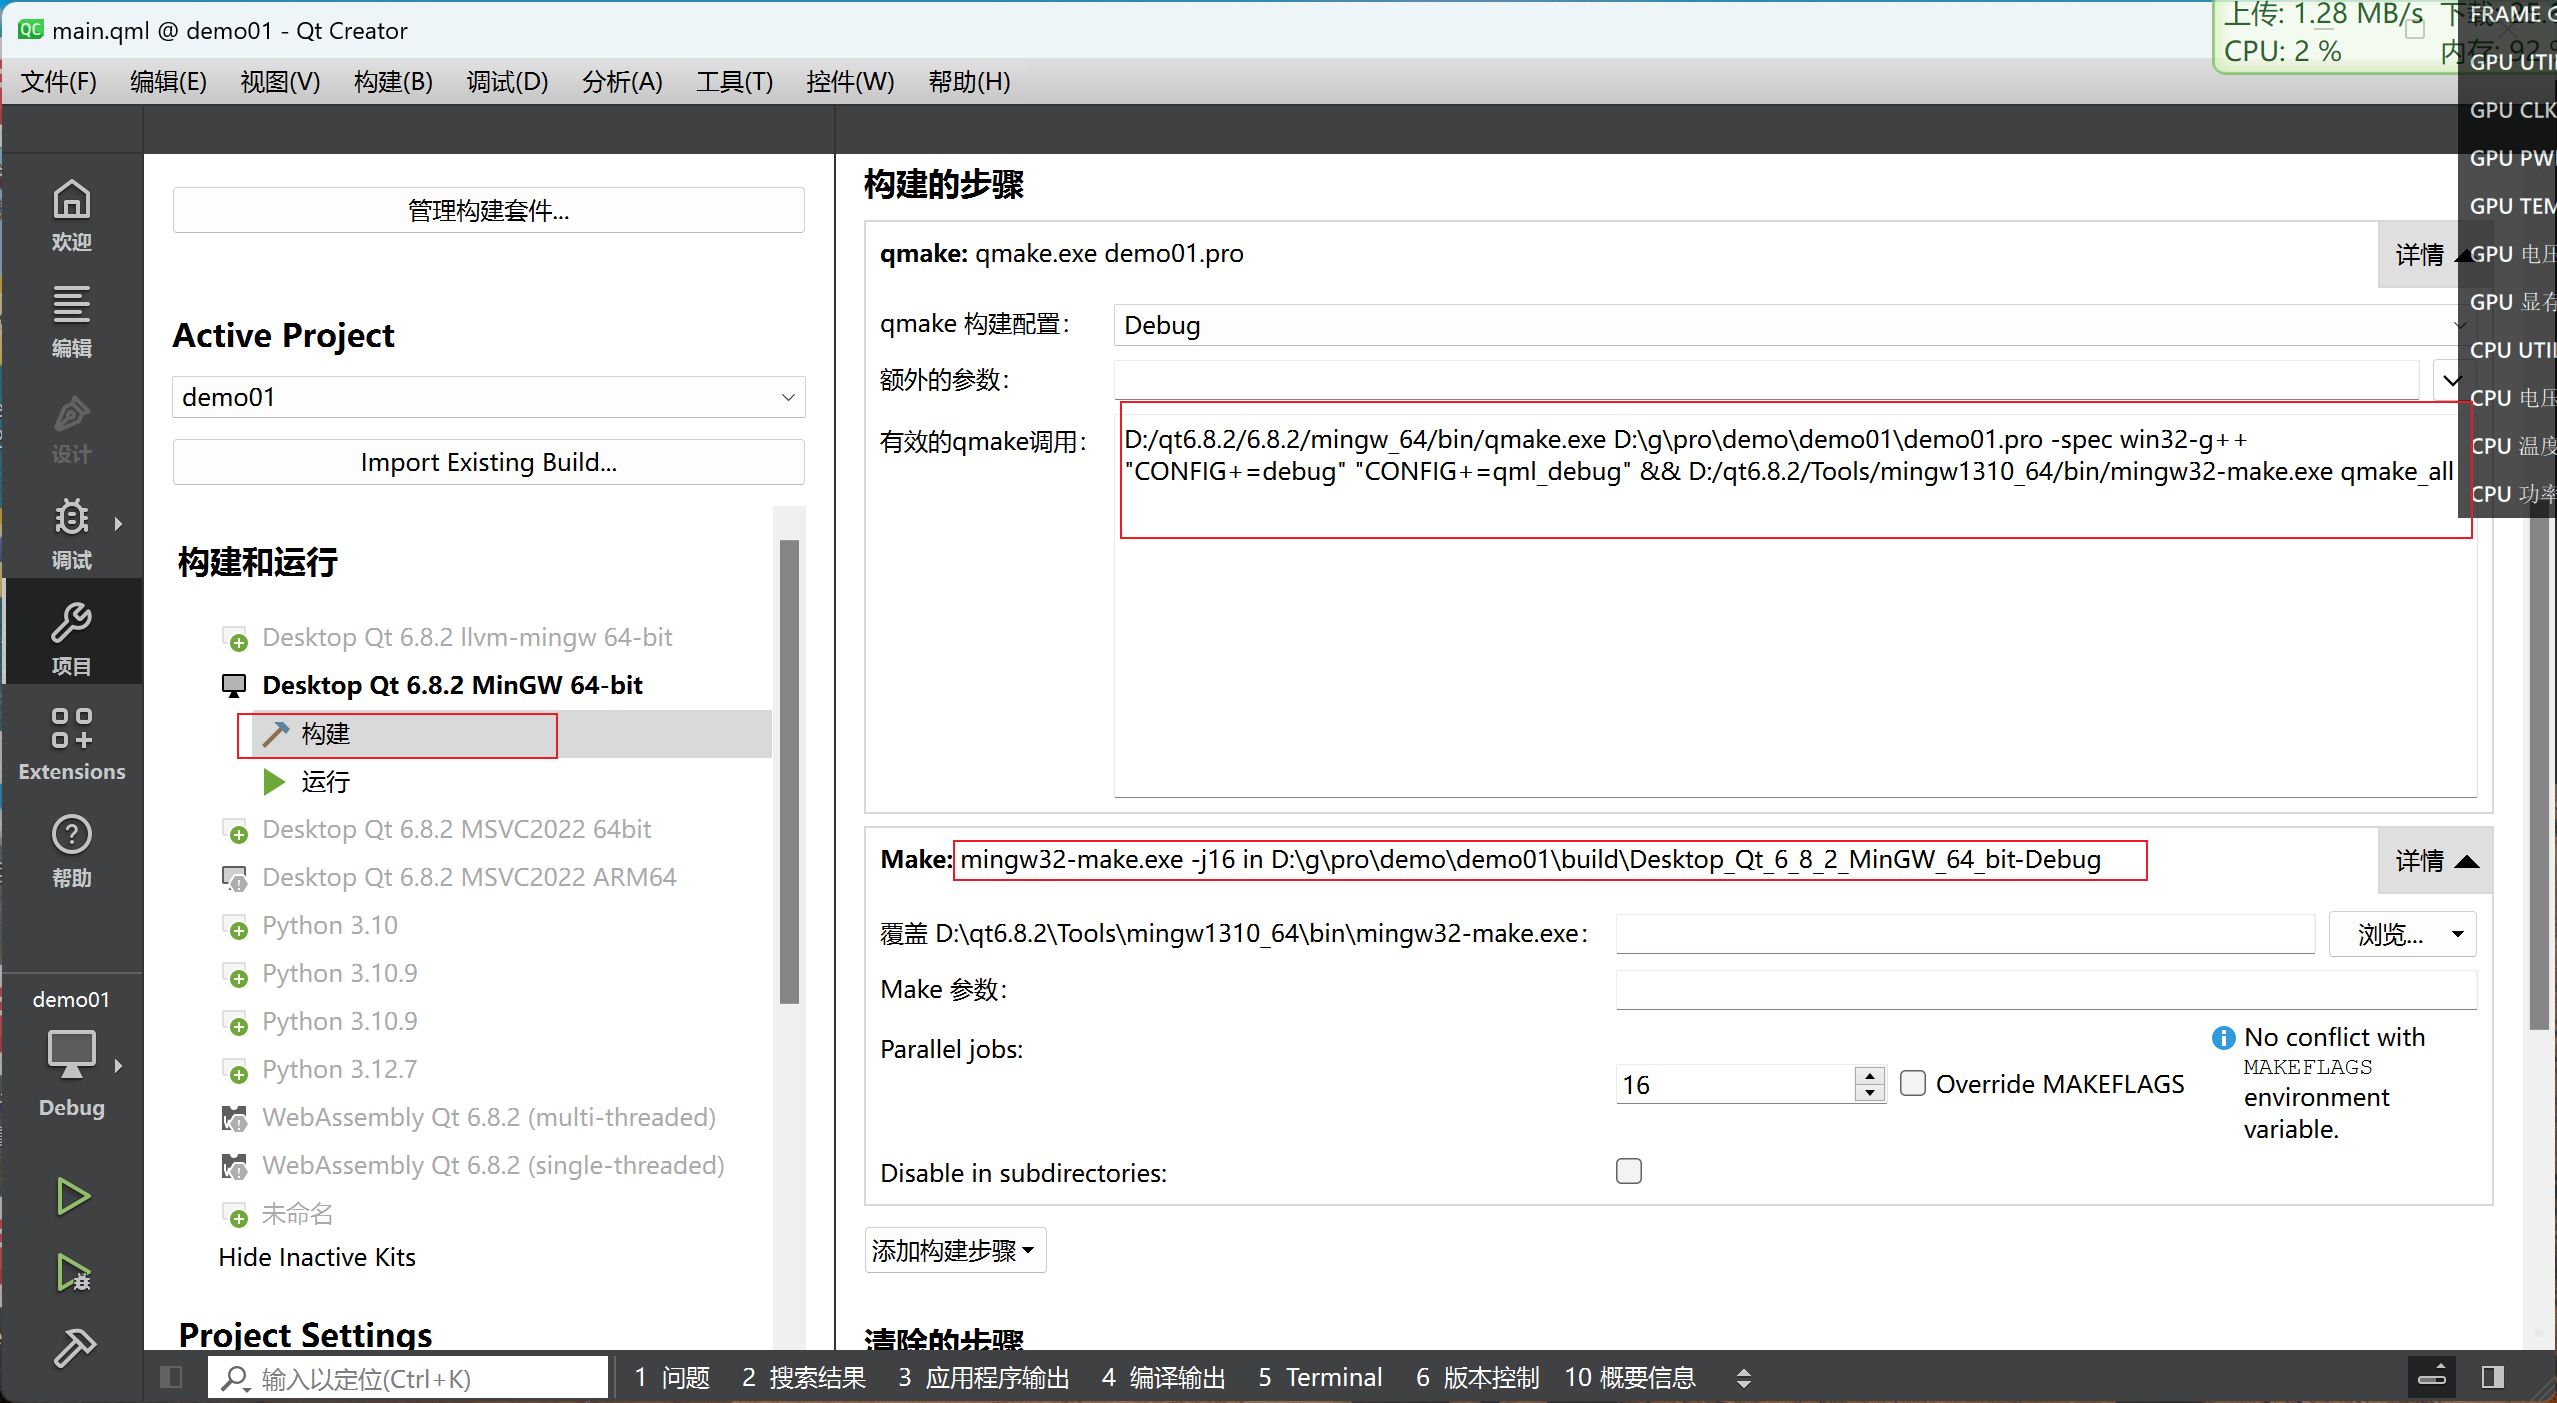 main.qml @ demo01 - Qt Creator
上传: 1.28 MB/s
CPU: 2 %
文件(F) 编辑(E) 视图(V) 构建(B) 调试(D) 分析(A) 工具(T) 控件(W) 帮助(H)
FRAME
GPU UTI
GPU CLK
GPU PW
GPU TEM
GPU 电压
GPU 显存
CPU UTI
CPU 电压
CPU 温度
CPU 功率
欢迎
编辑
设计
调试
项目
Extensions
帮助
demo01
Debug
管理构建套件...
Active Project
demo01
Import Existing Build...
构建和运行
Desktop Qt 6.8.2 llvm-mingw 64-bit
Desktop Qt 6.8.2 MinGW 64-bit
构建
运行
Desktop Qt 6.8.2 MSVC2022 64bit
Desktop Qt 6.8.2 MSVC2022 ARM64
Python 3.10
Python 3.10.9
Python 3.10.9
Python 3.12.7
WebAssembly Qt 6.8.2 (multi-threaded)
WebAssembly Qt 6.8.2 (single-threaded)
未命名
Hide Inactive Kits
Project Settings
构建的步骤
qmake: qmake.exe demo01.pro
详情
qmake 构建配置:
Debug
额外的参数:
有效的qmake调用:
D:/qt6.8.2/6.8.2/mingw_64/bin/qmake.exe D:\g\pro\demo\demo01\demo01.pro -spec win32-g++
"CONFIG+=debug" "CONFIG+=qml_debug" && D:/qt6.8.2/Tools/mingw1310_64/bin/mingw32-make.exe qmake_all
Make: mingw32-make.exe -j16 in D:\g\pro\demo\demo01\build\Desktop_Qt_6_8_2_MinGW_64_bit-Debug
详情
覆盖 D:\qt6.8.2\Tools\mingw1310_64\bin\mingw32-make.exe:
浏览...
Make 参数:
Parallel jobs:
16
Override MAKEFLAGS
No conflict with
MAKEFLAGS
environment
variable.
Disable in subdirectories:
添加构建步骤
清除的步骤
输入以定位(Ctrl+K)
1 问题 2 搜索结果 3 应用程序输出 4 编译输出 5 Terminal 6 版本控制 10 概要信息